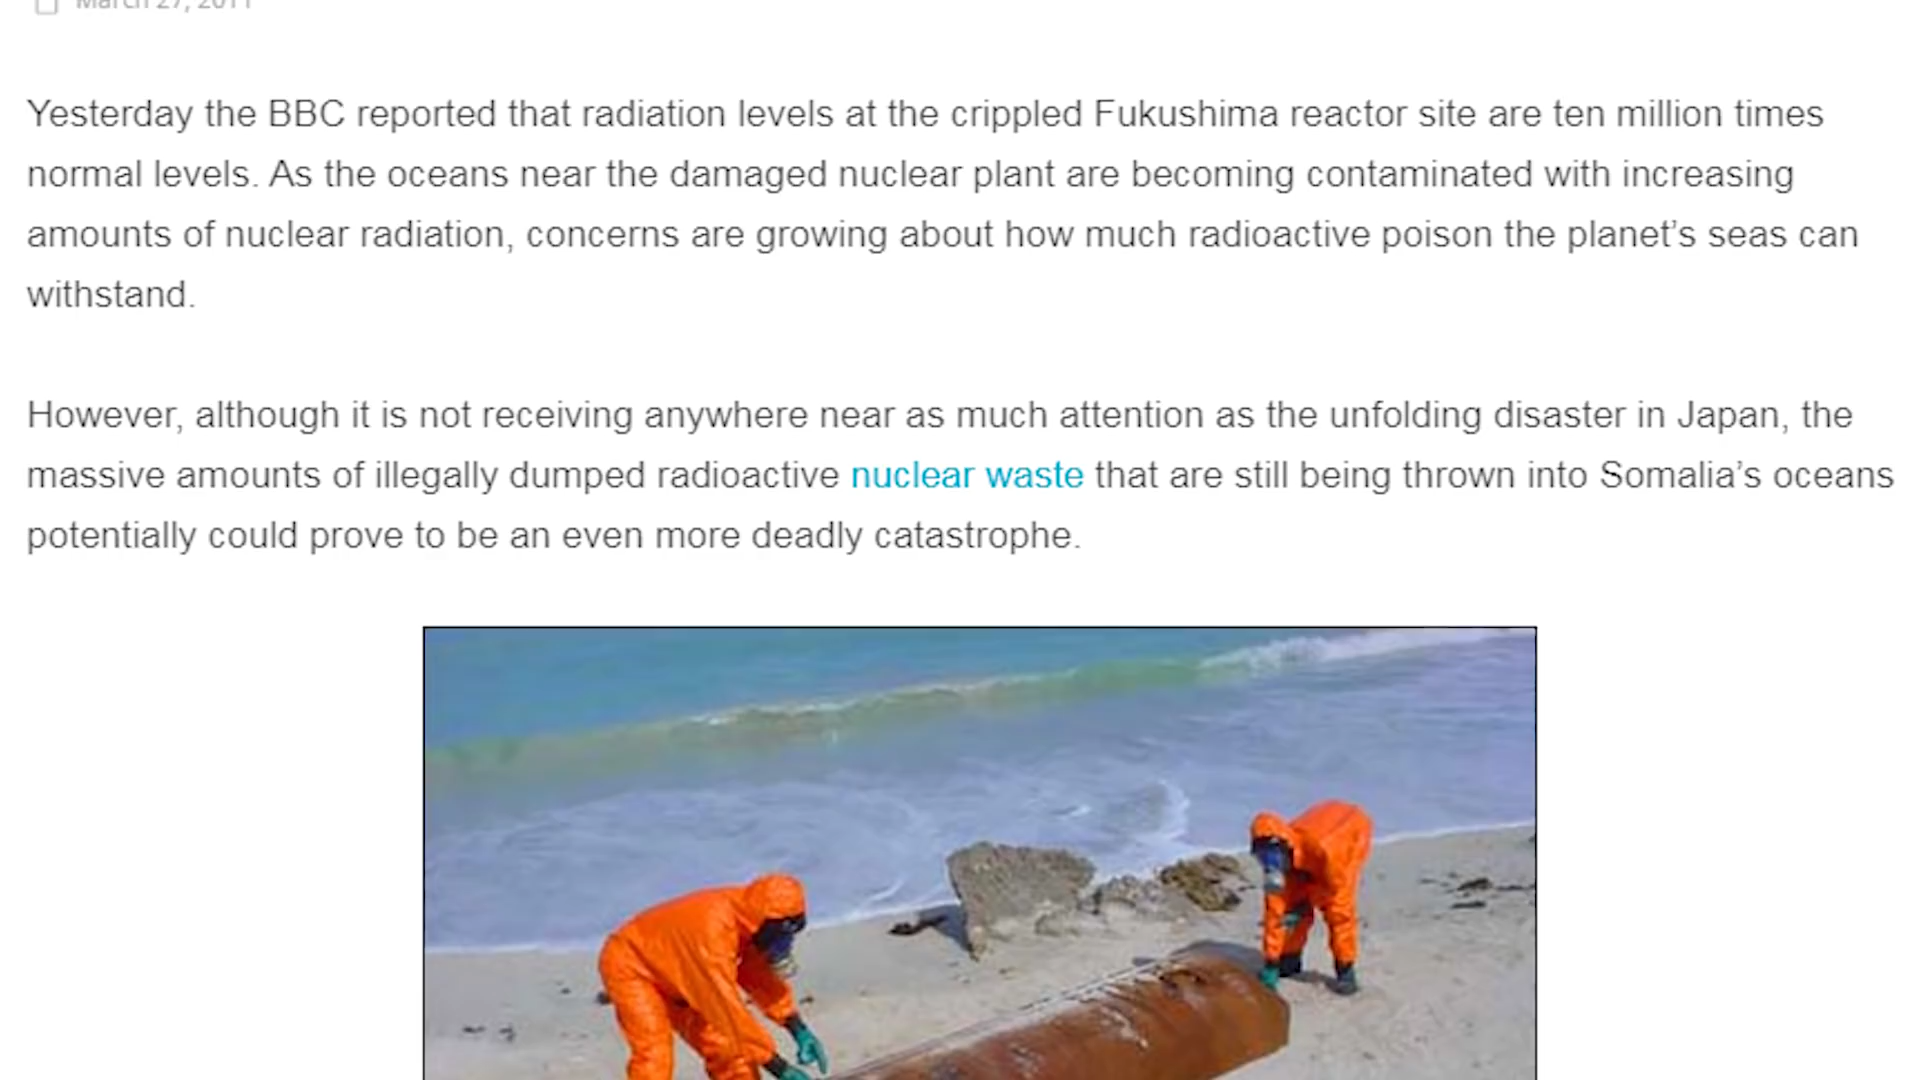 March 27, 2011
Yesterday the BBC reported that radiation levels at the crippled Fukushima reactor site are ten million times
normal levels. As the oceans near the damaged nuclear plant are becoming contaminated with increasing
amounts of nuclear radiation, concerns are growing about how much radioactive poison the planet’s seas can
withstand.
However, although it is not receiving anywhere near as much attention as the unfolding disaster in Japan, the
massive amounts of illegally dumped radioactive nuclear waste that are still being thrown into Somalia’s oceans
potentially could prove to be an even more deadly catastrophe.